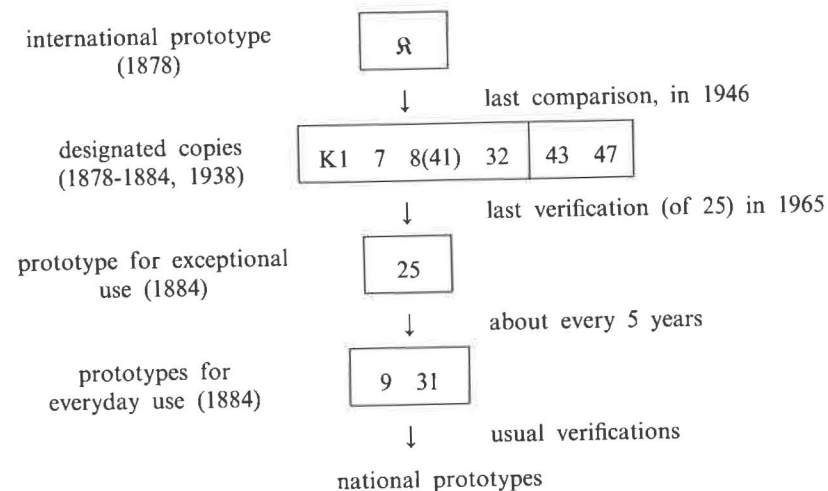 international prototype
(1878)
𝔎
↓ last comparison, in 1946
designated copies
(1878-1884, 1938)
K1 7 8(41) 32 43 47
↓ last verification (of 25) in 1965
prototype for exceptional
use (1884)
25
↓ about every 5 years
prototypes for
everyday use (1884)
9 31
↓ usual verifications
national prototypes